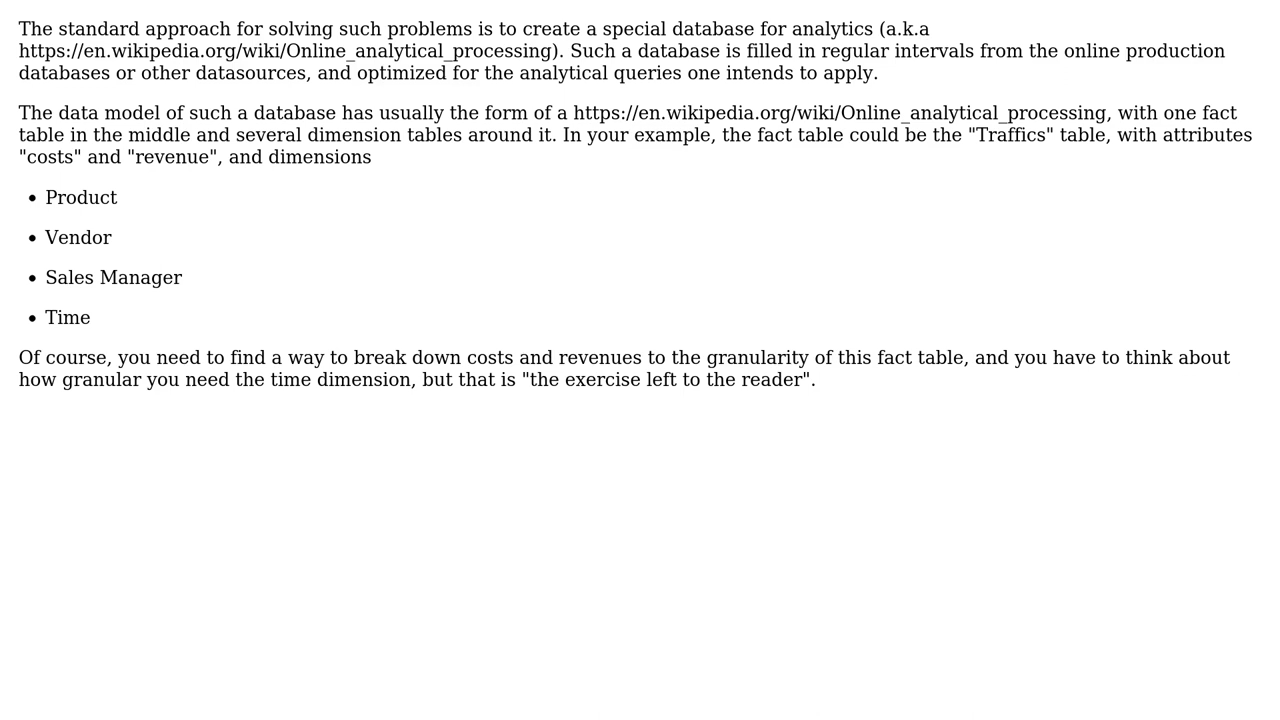 The standard approach for solving such problems is to create a special database for analytics (a.k.a
https://en.wikipedia.org/wiki/Online_analytical_processing). Such a database is filled in regular intervals from the online production
databases or other datasources, and optimized for the analytical queries one intends to apply.
The data model of such a database has usually the form of a https://en.wikipedia.org/wiki/Online_analytical_processing, with one fact
table in the middle and several dimension tables around it. In your example, the fact table could be the "Traffics" table, with attributes
"costs" and "revenue", and dimensions
• Product
• Vendor
• Sales Manager
• Time
Of course, you need to find a way to break down costs and revenues to the granularity of this fact table, and you have to think about
how granular you need the time dimension, but that is "the exercise left to the reader".